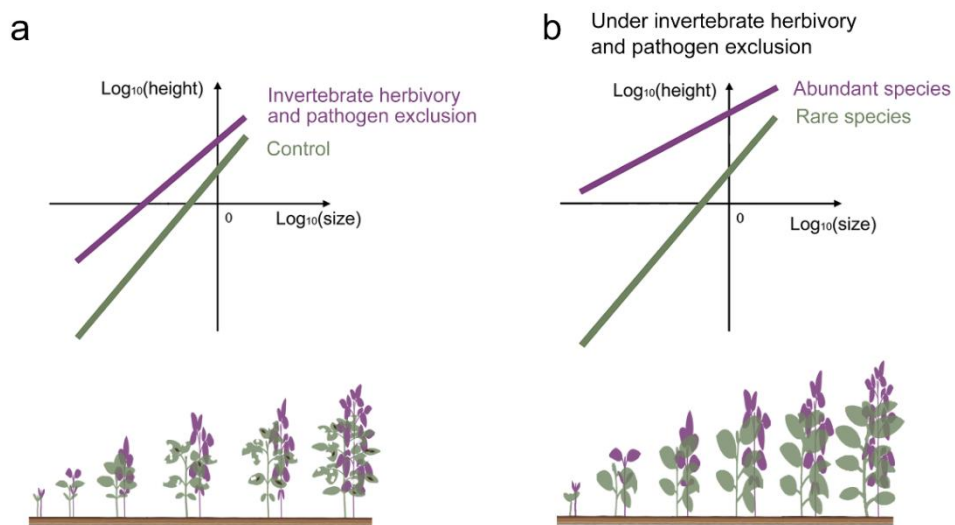 a
Log₁₀(height)
Invertebrate herbivory
and pathogen exclusion
Control
0
Log₁₀(size)
b
Under invertebrate herbivory
and pathogen exclusion
Log₁₀(height)
Abundant species
Rare species
0
Log₁₀(size)